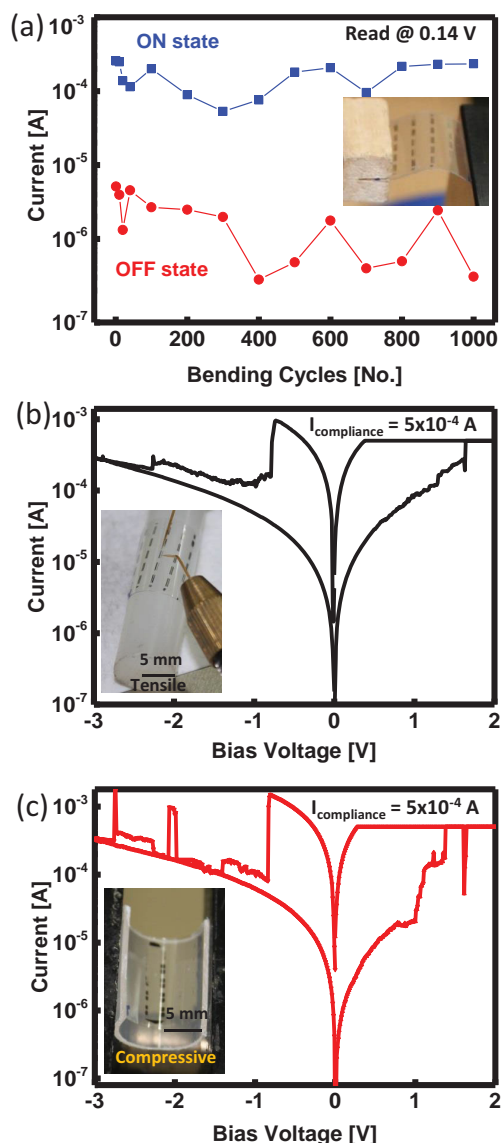 (a)
10⁻³
10⁻⁴
10⁻⁵
10⁻⁶
10⁻⁷
Current [A]
ON state
Read @ 0.14 V
OFF state
0 200 400 600 800 1000
Bending Cycles [No.]
(b)
10⁻³
10⁻⁴
10⁻⁵
10⁻⁶
10⁻⁷
Current [A]
I compliance = 5x10⁻⁴ A
5 mm
Tensile
-3 -2 -1 0 1 2
Bias Voltage [V]
(c)
10⁻³
10⁻⁴
10⁻⁵
10⁻⁶
10⁻⁷
Current [A]
I compliance = 5x10⁻⁴ A
5 mm
Compressive
-3 -2 -1 0 1 2
Bias Voltage [V]